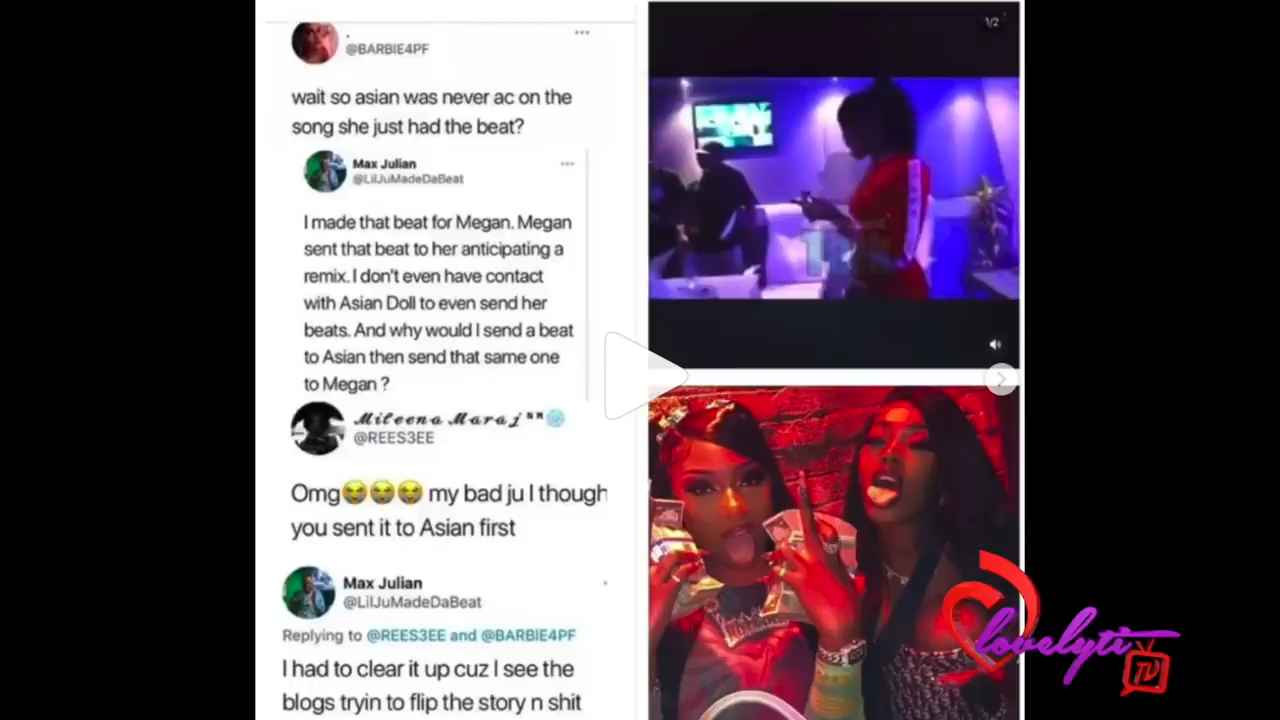 @BARBIE4PF
wait so asian was never ac on the
song she just had the beat?
Max Julian
@LilJuMadeDaBeat
I made that beat for Megan. Megan
sent that beat to her anticipating a
remix. I don't even have contact
with Asian Doll to even send her
beats. And why would I send a beat
to Asian then send that same one
to Megan ?
𝓜𝓲𝓵𝓮𝓮𝓷𝓪 𝓜𝓪𝓻𝓪𝓳
@REES3EE
Omg😭😭😭 my bad ju I though
you sent it to Asian first
Max Julian
@LilJuMadeDaBeat
Replying to @REES3EE and @BARBIE4PF
I had to clear it up cuz I see the
blogs tryin to flip the story n shit
1/2
lovelyti
TV